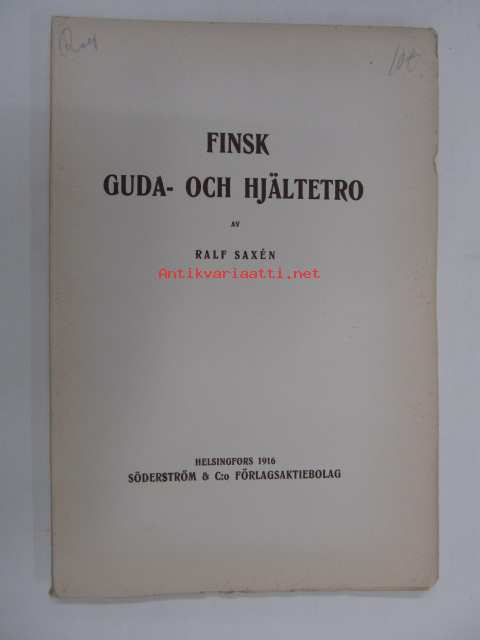 FINSK
GUDA- OCH HJÄLTETRO
AV
RALF SAXÉN
Antikvariaatti.net
HELSINGFORS 1916
SÖDERSTRÖM & C:o FÖRLAGSAKTIEBOLAG